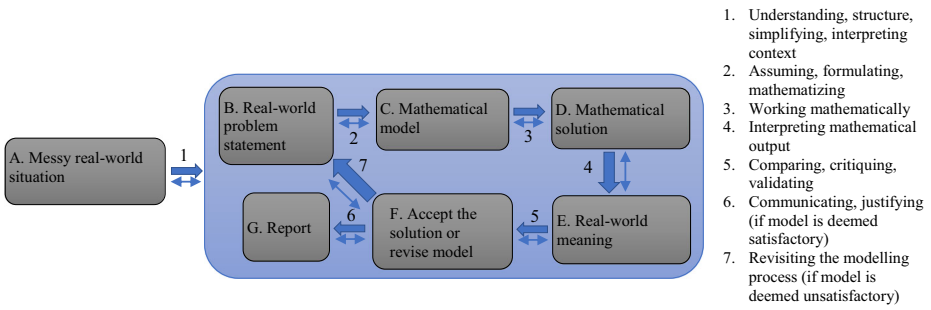 A. Messy real-world
situation
1
B. Real-world
problem
statement
2
C. Mathematical
model
3
D. Mathematical
solution
4
E. Real-world
meaning
5
F. Accept the
solution or
revise model
6
G. Report
7
1. Understanding, structure,
simplifying, interpreting
context
2. Assuming, formulating,
mathematizing
3. Working mathematically
4. Interpreting mathematical
output
5. Comparing, critiquing,
validating
6. Communicating, justifying
(if model is deemed
satisfactory)
7. Revisiting the modelling
process (if model is
deemed unsatisfactory)